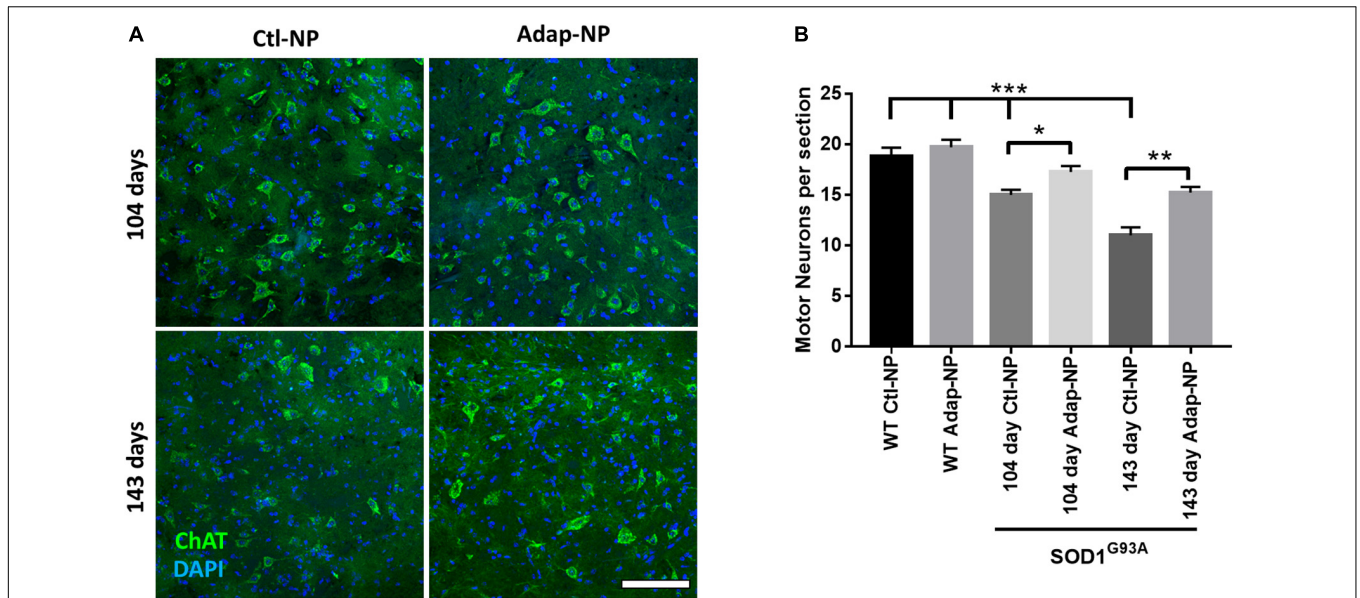 A
Ctl-NP
Adap-NP
104 days
143 days
ChAT
DAPI
B
Motor Neurons per section
25
20
15
10
5
0
***
*
**
WT Ctl-NP
WT Adap-NP
104 day Ctl-NP
104 day Adap-NP
143 day Ctl-NP
143 day Adap-NP
SOD1G93A